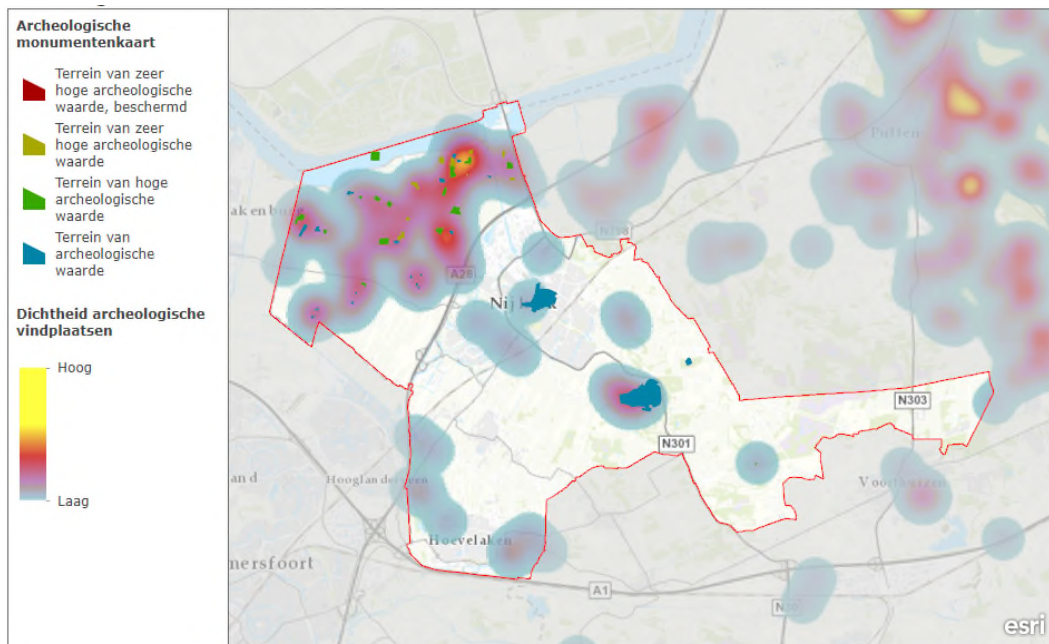 Archeologische
monumentenkaart
Terrein van zeer
hoge archeologische
waarde, beschermd
Terrein van zeer
hoge archeologische
waarde
Terrein van hoge
archeologische
waarde
Terrein van
archeologische
waarde
Dichtheid archeologische
vindplaatsen
Hoog
Laag
Putten
akenburg
A28
N303
N301
Voorthuizen
and
Hoevelaken
mersfoort
A1
esri